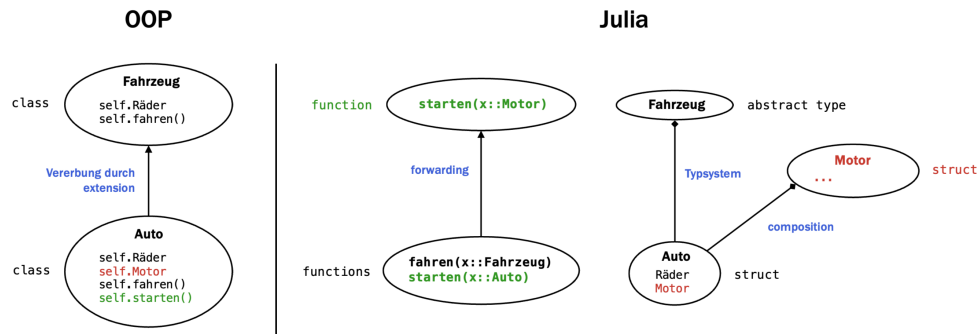 OOP
Julia
class
Fahrzeug
self.Räder
self.fahren()
Vererbung durch
extension
class
Auto
self.Räder
self.Motor
self.fahren()
self.starten()
function
starten(x::Motor)
forwarding
functions
fahren(x::Fahrzeug)
starten(x::Auto)
Fahrzeug
abstract type
Typsystem
Motor
...
struct
composition
Auto
Räder
Motor
struct